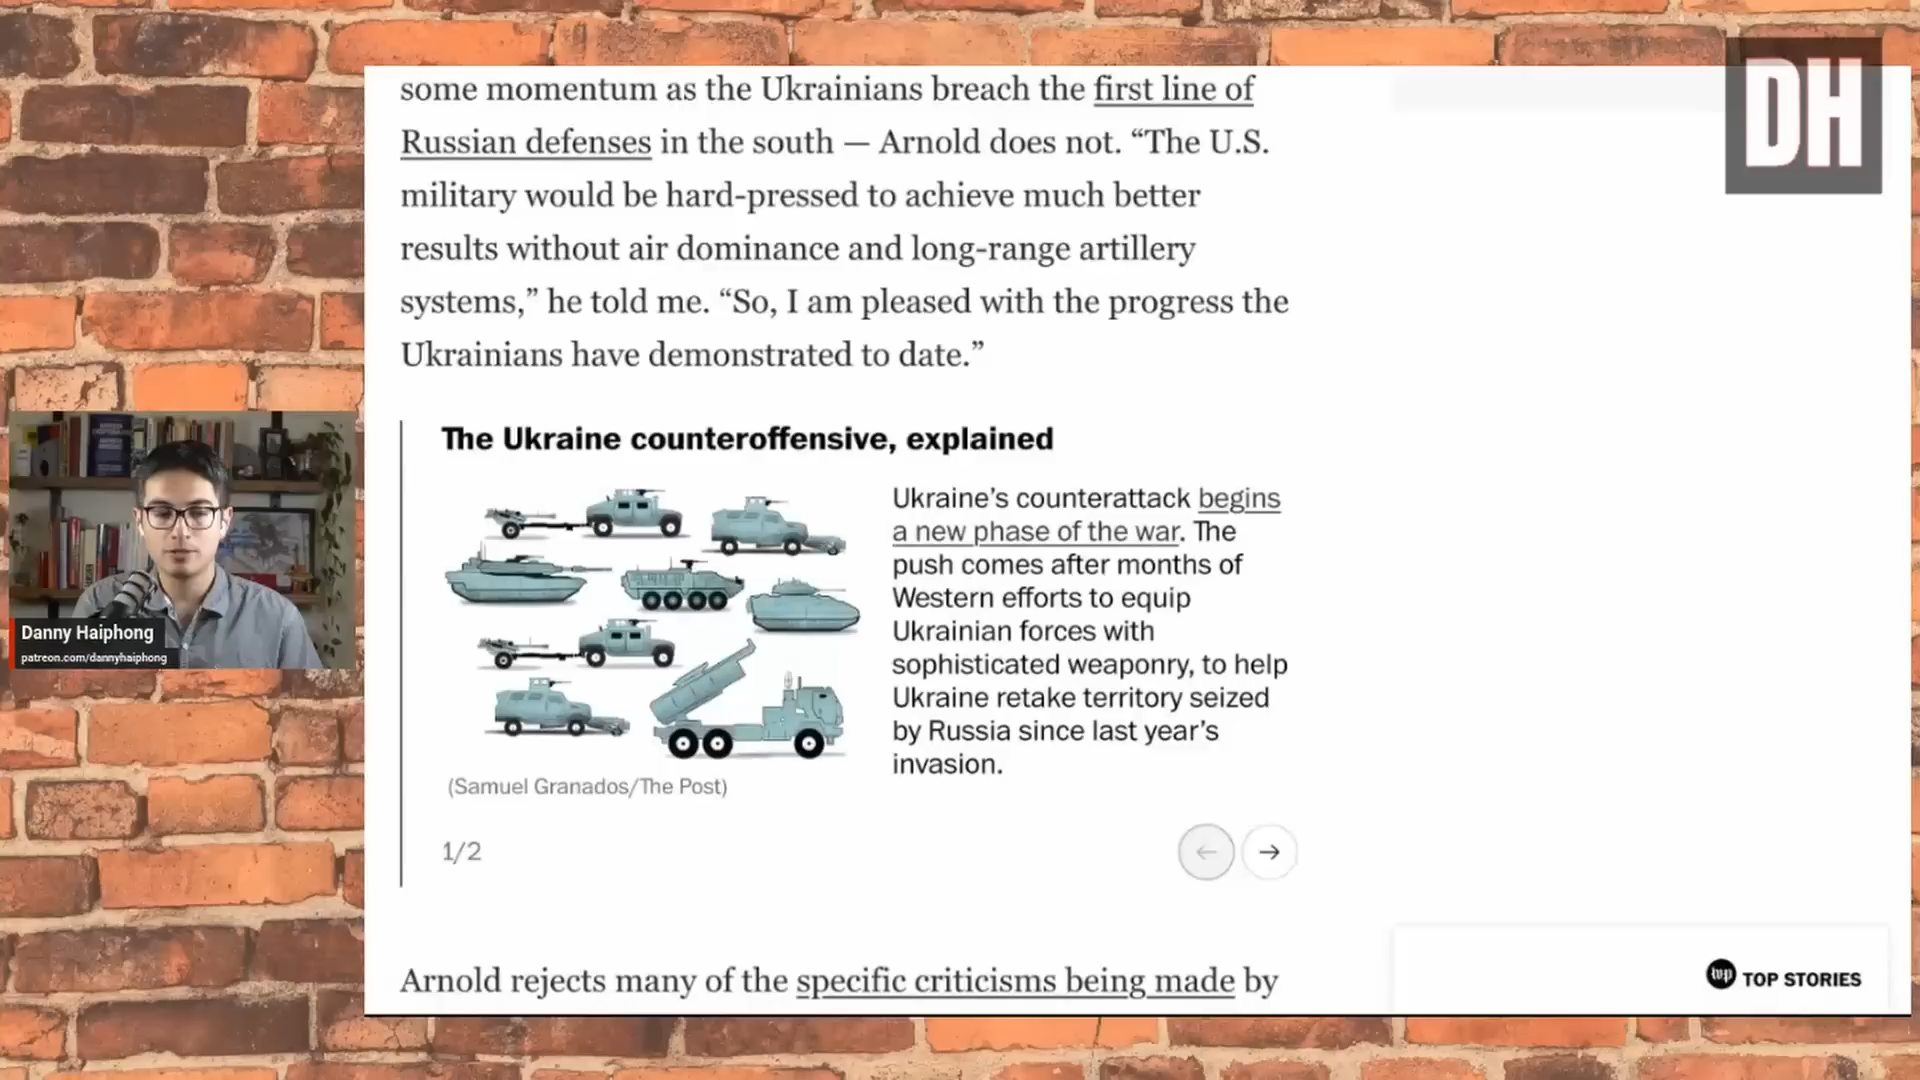 some momentum as the Ukrainians breach the first line of
Russian defenses in the south — Arnold does not. “The U.S.
military would be hard-pressed to achieve much better
results without air dominance and long-range artillery
systems,” he told me. “So, I am pleased with the progress the
Ukrainians have demonstrated to date.”
DH
The Ukraine counteroffensive, explained
Ukraine’s counterattack begins
a new phase of the war. The
push comes after months of
Western efforts to equip
Ukrainian forces with
sophisticated weaponry, to help
Ukraine retake territory seized
by Russia since last year’s
invasion.
(Samuel Granados/The Post)
1/2
Danny Haiphong
patreon.com/dannyhaiphong
Arnold rejects many of the specific criticisms being made by
wp TOP STORIES